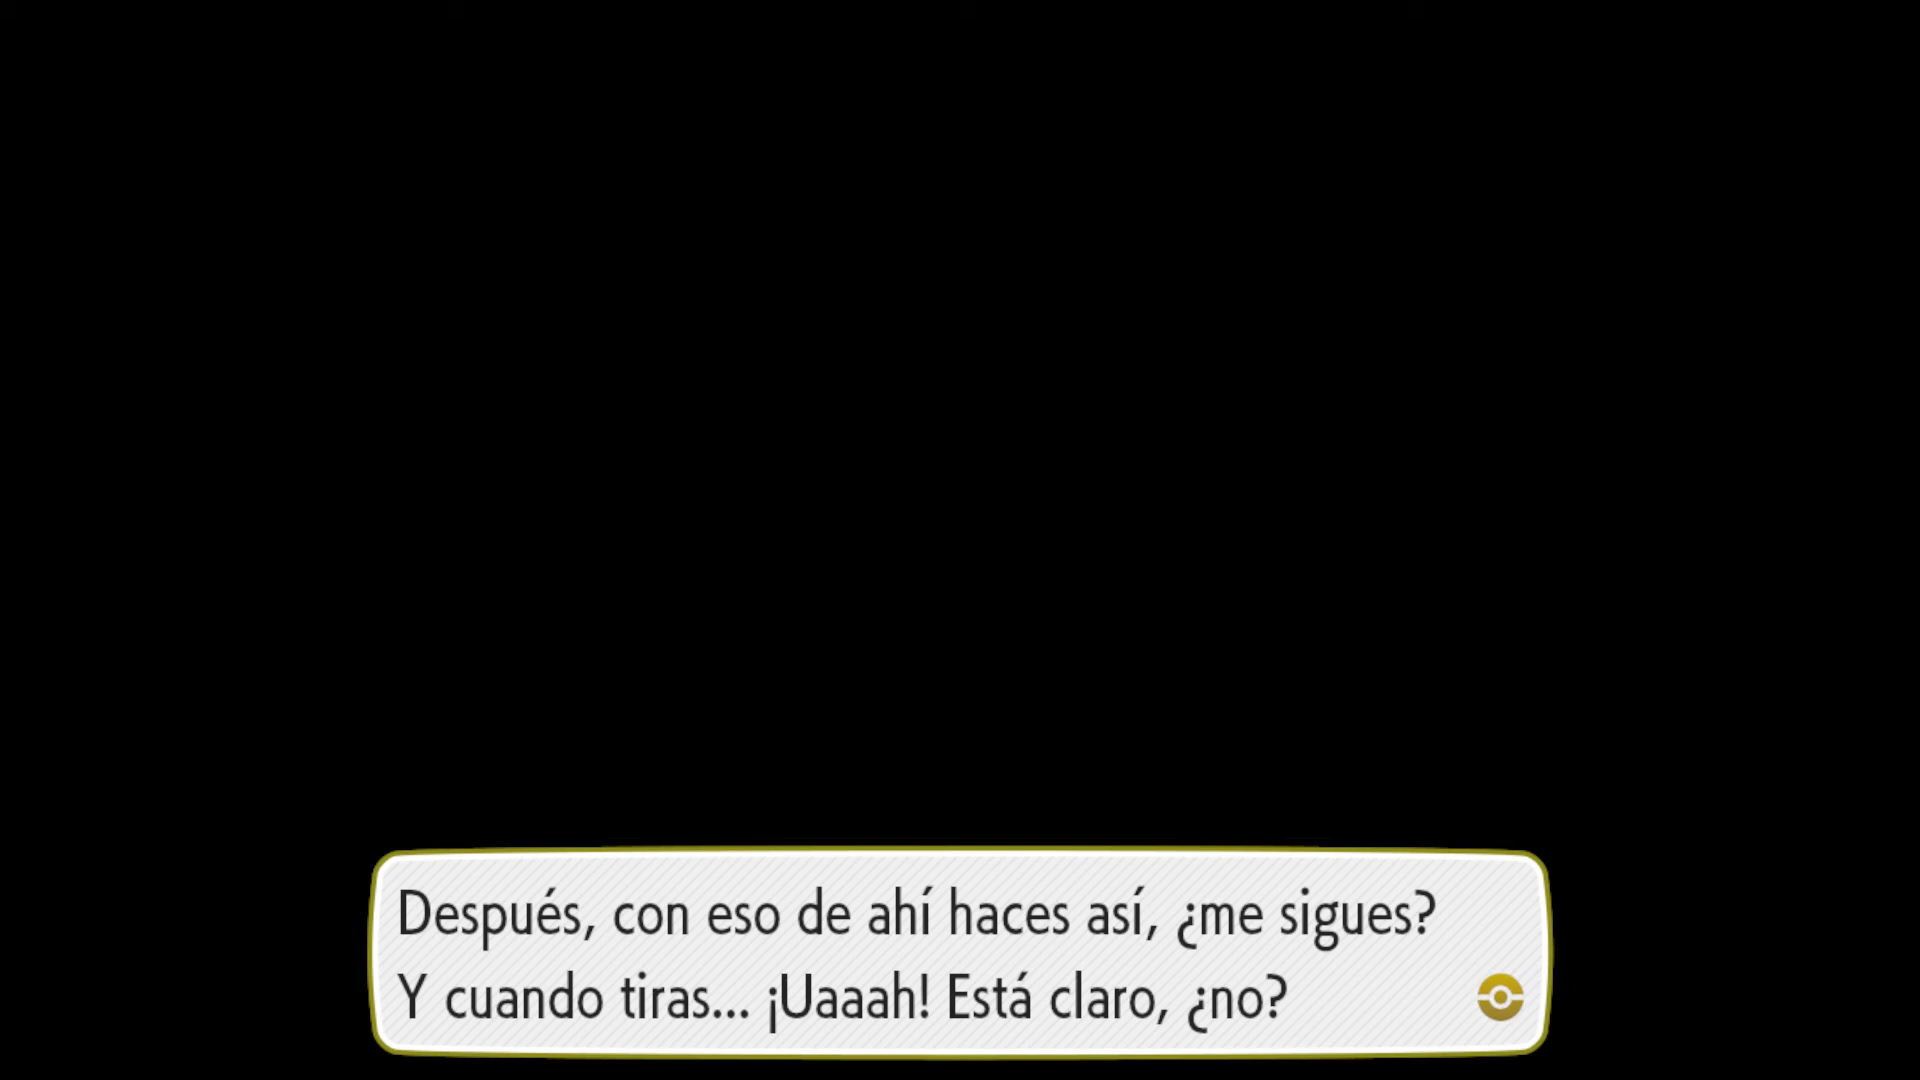 Después, con eso de ahí haces así, ¿me sigues?
Y cuando tiras... ¡Uaaah! Está claro, ¿no?